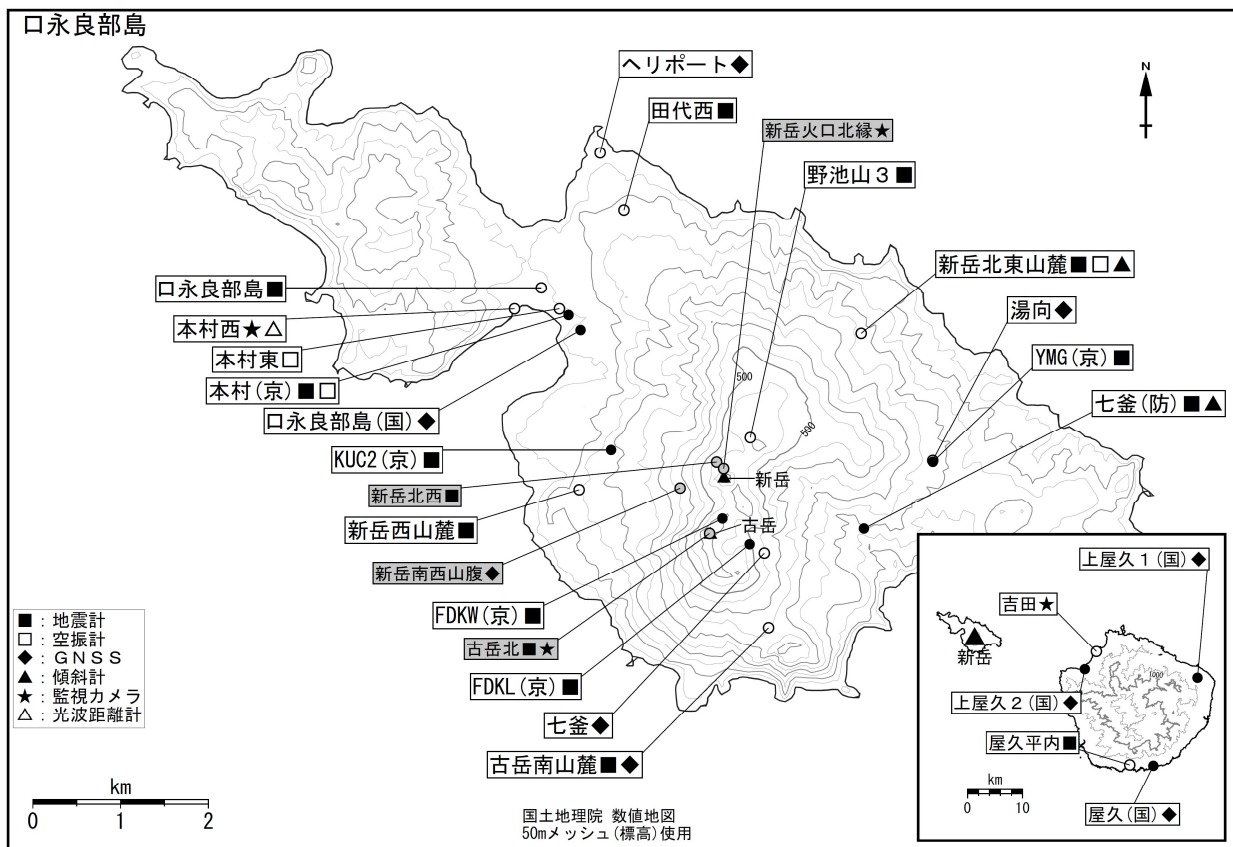 口永良部島
N
ヘリポート◆
田代西■
新岳火口北縁★
野池山3■
新岳北東山麓■□▲
湯向◆
YMG(京)■
七釜(防)■▲
口永良部島■
本村西★△
本村東□
本村(京)■□
口永良部島(国)◆
KUC2(京)■
新岳北西■
新岳西山麓■
新岳南西山腹◆
FDKW(京)■
古岳北■★
FDKL(京)■
七釜◆
古岳南山麓■◆
500
500
新岳
古岳
■:地震計
□:空振計
◆:GNSS
▲:傾斜計
★:監視カメラ
△:光波距離計
km
0 1 2
国土地理院 数値地図
50mメッシュ(標高)使用
上屋久1(国)◆
吉田★
新岳
1000
上屋久2(国)◆
屋久平内■
km
0 10
屋久(国)◆